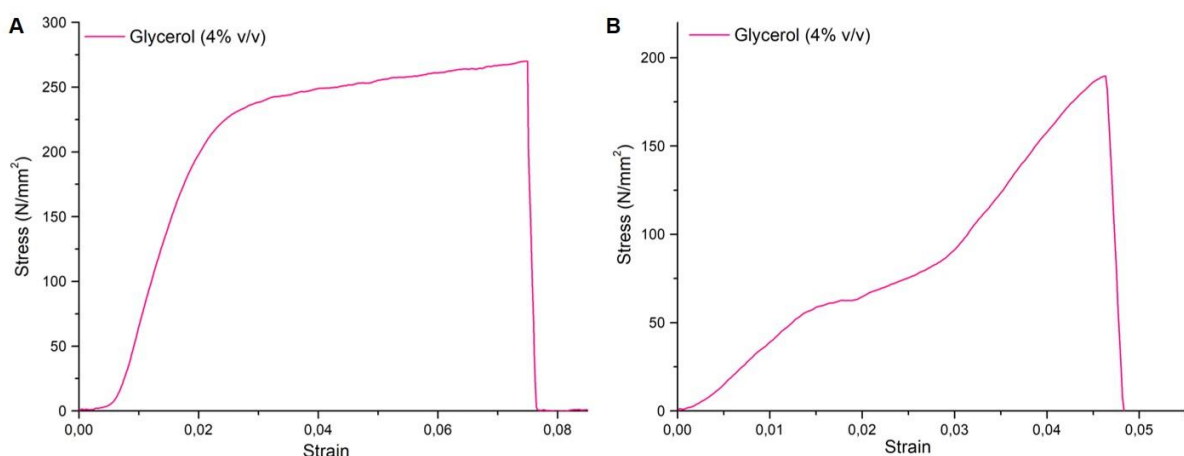 A
Glycerol (4% v/v)
300
250
200
150
100
50
0
Stress (N/mm²)
0,00
0,02
0,04
0,06
0,08
Strain
B
Glycerol (4% v/v)
200
150
100
50
0
Stress (N/mm²)
0,00
0,01
0,02
0,03
0,04
0,05
Strain